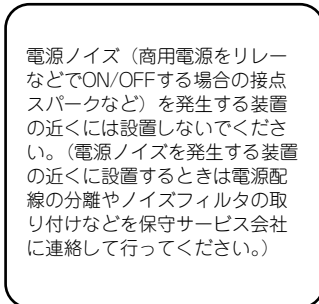 電源ノイズ（商用電源をリレー
などでON/OFFする場合の接点
スパークなど）を発生する装置
の近くには設置しないでくださ
い。（電源ノイズを発生する装置
の近くに設置するときは電源配
線の分離やノイズフィルタの取
り付けなどを保守サービス会社
に連絡して行ってください。）